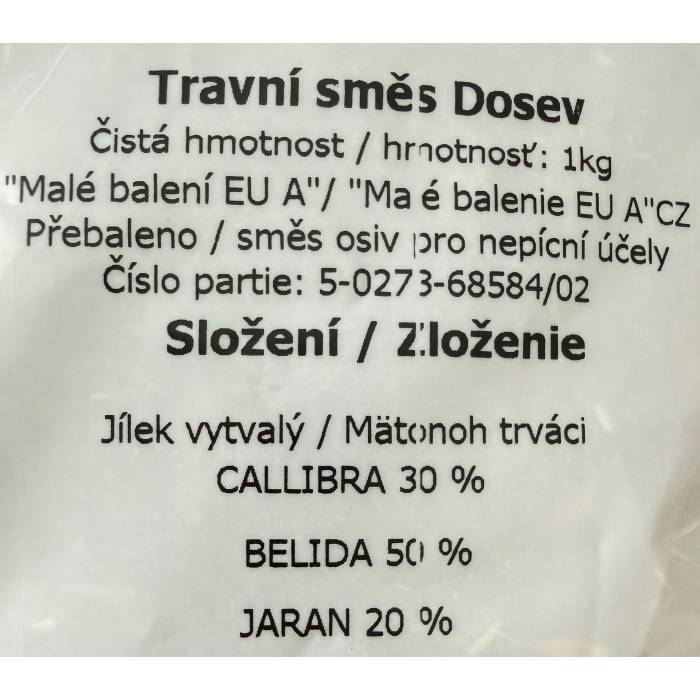 Travní směs Dosev
Čistá hmotnost / hmotnosť: 1kg
"Malé balení EU A"/ "Malé balenie EU A"CZ
Přebaleno / směs osiv pro nepícní účely
Číslo partie: 5-0273-68584/02
Složení / Zloženie
Jílek vytvalý / Mätonoh trváci
CALLIBRA 30 %
BELIDA 50 %
JARAN 20 %